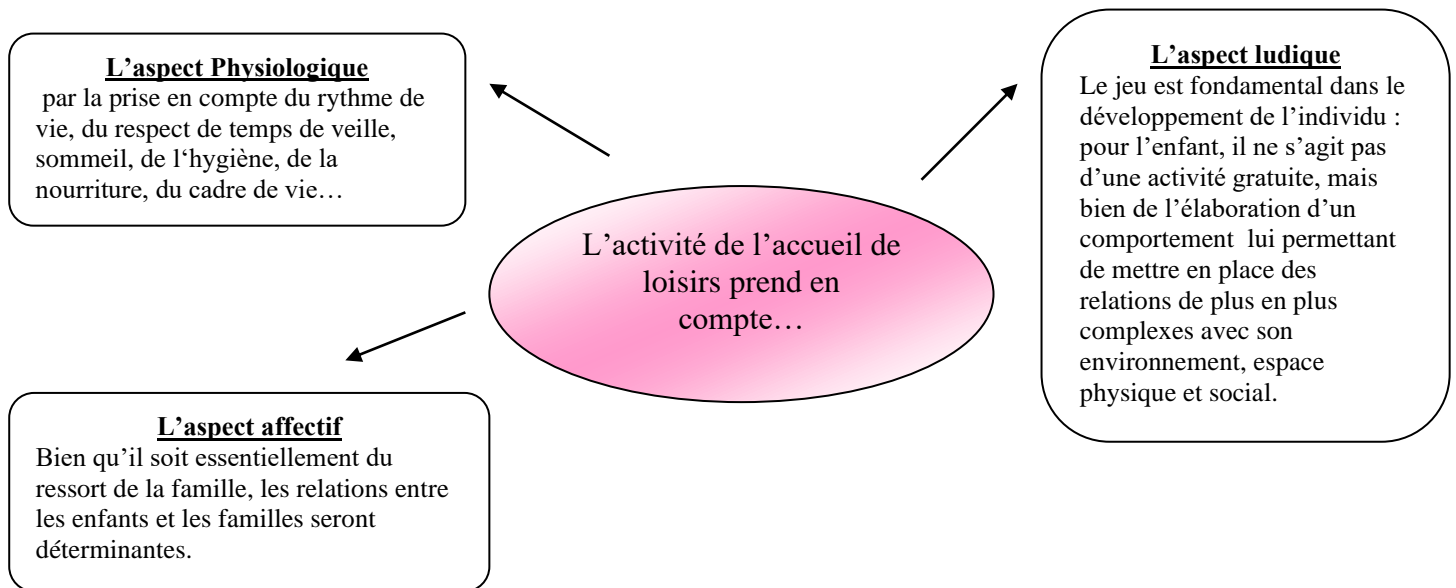 L’aspect Physiologique
par la prise en compte du rythme de
vie, du respect de temps de veille,
sommeil, de l‘hygiène, de la
nourriture, du cadre de vie…
L’aspect ludique
Le jeu est fondamental dans le
développement de l’individu :
pour l’enfant, il ne s’agit pas
d’une activité gratuite, mais
bien de l’élaboration d’un
comportement  lui permettant
de mettre en place des
relations de plus en plus
complexes avec son
environnement, espace
physique et social.
L’activité de l’accueil de
loisirs prend en
compte…
L’aspect affectif
Bien qu’il soit essentiellement du
ressort de la famille, les relations entre
les enfants et les familles seront
déterminantes.